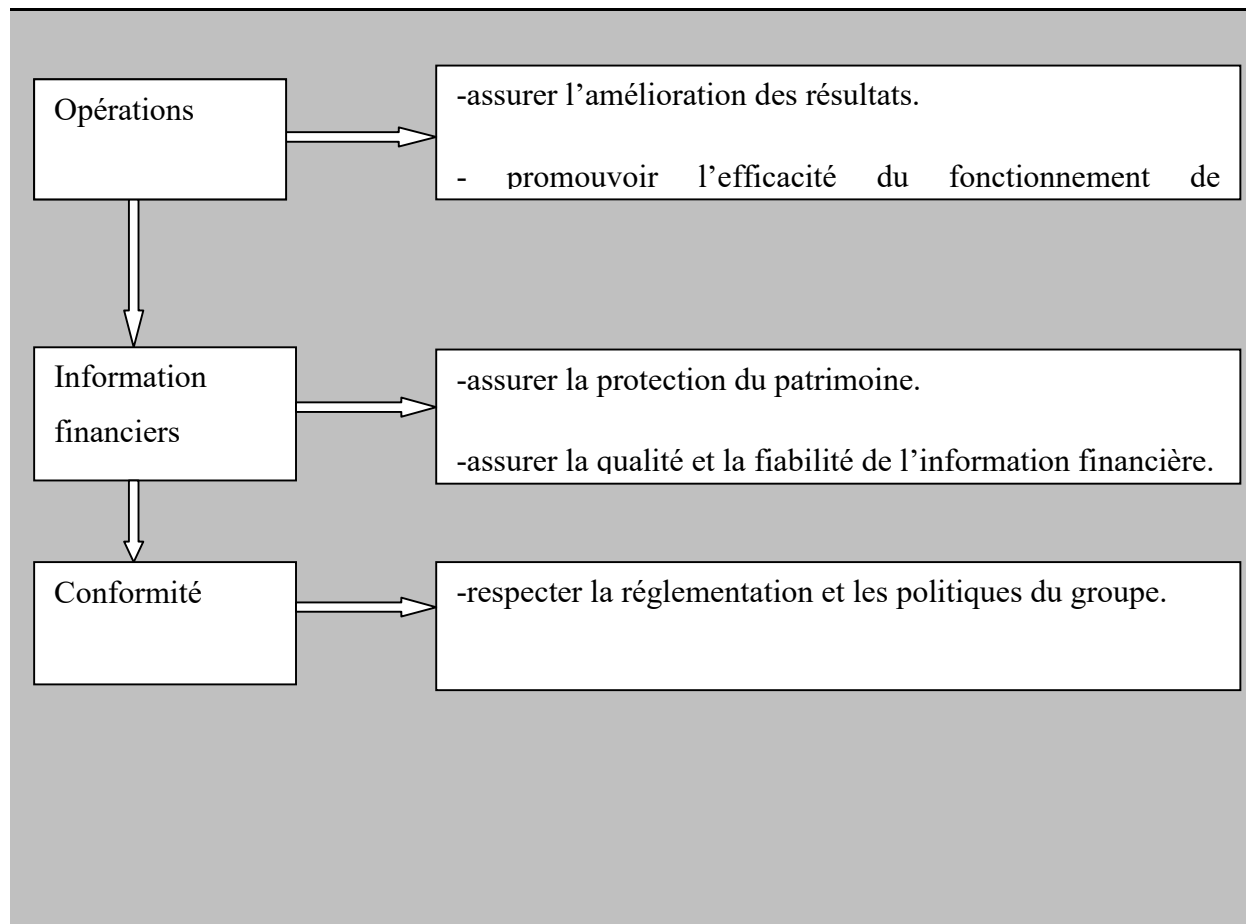 Opérations
-assurer l’amélioration des résultats.
- promouvoir l’efficacité du fonctionnement de
Information
financiers
-assurer la protection du patrimoine.
-assurer la qualité et la fiabilité de l’information financière.
Conformité
-respecter la réglementation et les politiques du groupe.